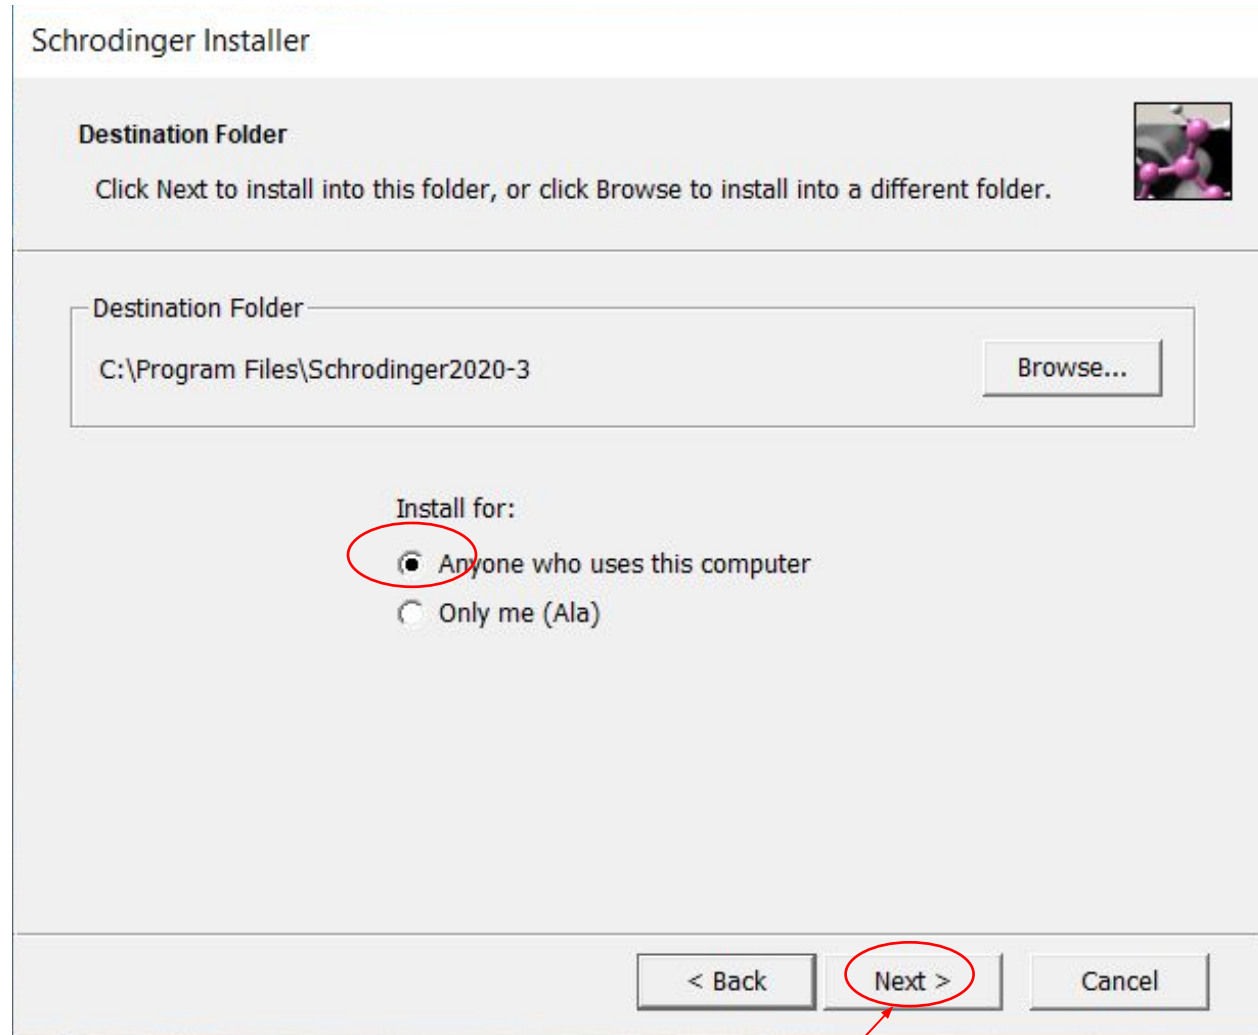 Schrodinger Installer
Destination Folder
Click Next to install into this folder, or click Browse to install into a different folder.
Destination Folder
C:\Program Files\Schrodinger2020-3
Browse...
Install for:
Anyone who uses this computer
Only me (Ala)
< Back
Next >
Cancel